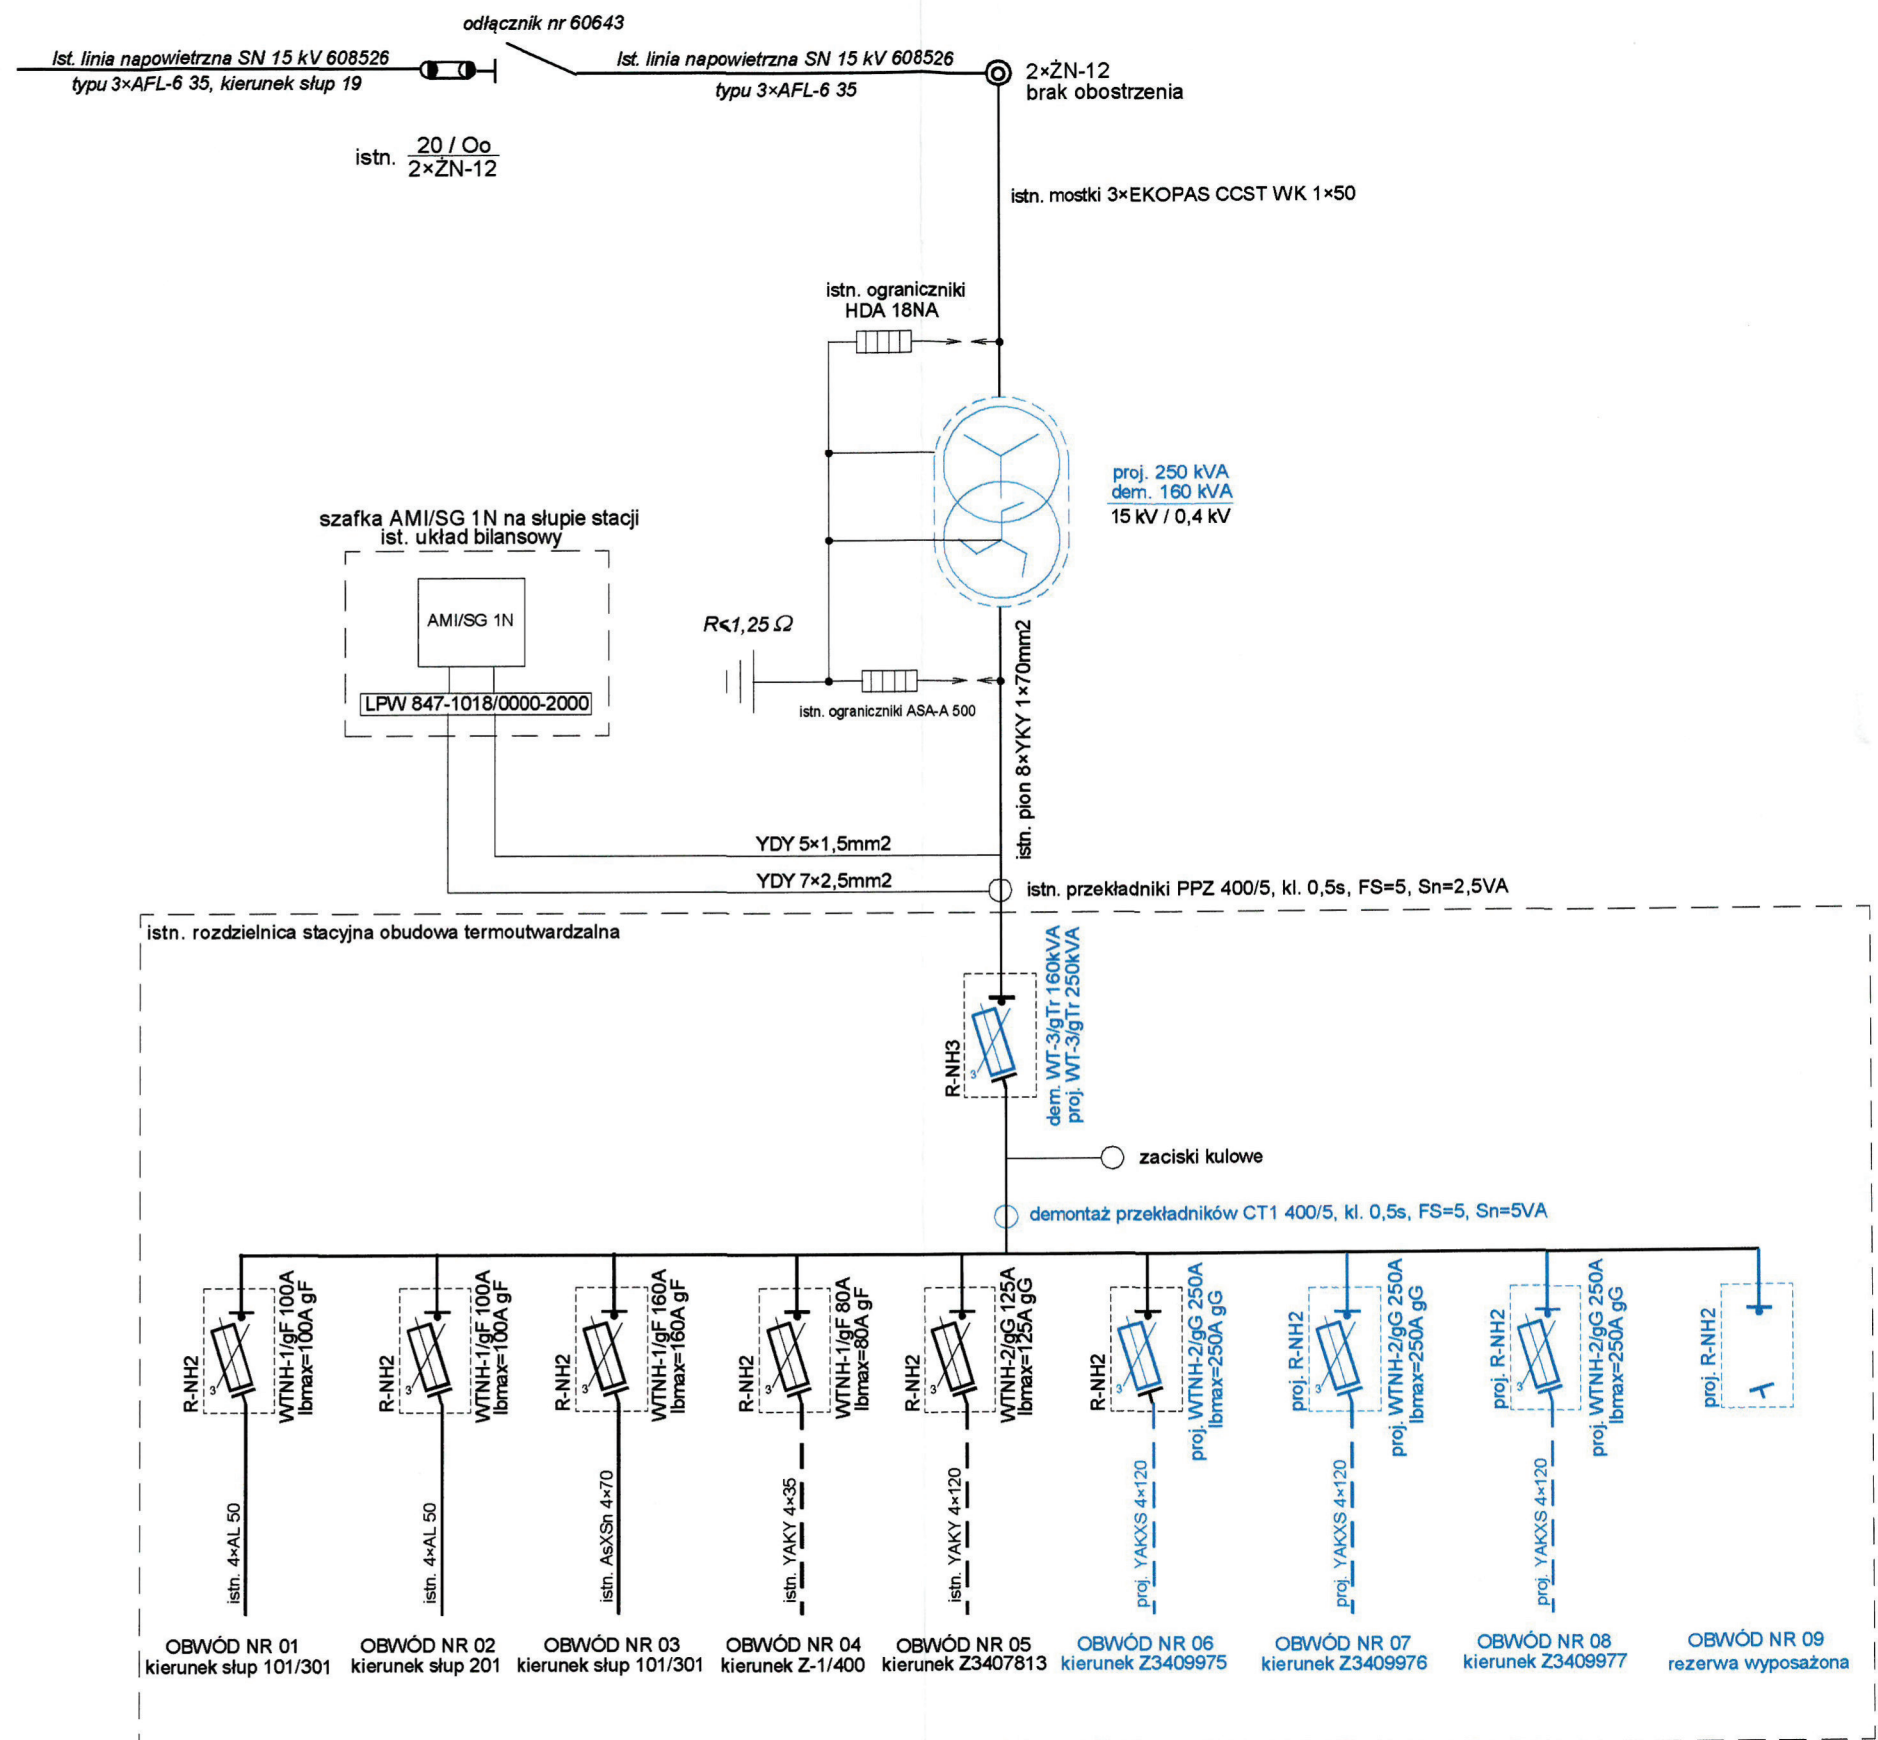 odłącznik nr 60643
Ist. linia napowietrzna SN 15 kV 608526
typu 3×AFL-6 35, kierunek słup 19
Ist. linia napowietrzna SN 15 kV 608526
typu 3×AFL-6 35
2×ŻN-12
brak obostrzenia
istn. 20 / Oo
2×ŻN-12
istn. mostki 3×EKOPAS CCST WK 1×50
istn. ograniczniki
HDA 18NA
proj. 250 kVA
dem. 160 kVA
15 kV / 0,4 kV
szafka AMI/SG 1N na słupie stacji
ist. układ bilansowy
AMI/SG 1N
LPW 847-1018/0000-2000
R≤1,25 Ω
istn. ograniczniki ASA-A 500
istn. pion 8×YKY 1×70mm2
YDY 5×1,5mm2
YDY 7×2,5mm2
istn. przekładniki PPZ 400/5, kl. 0,5s, FS=5, Sn=2,5VA
istn. rozdzielnica stacyjna obudowa termoutwardzalna
R-NH3
3
dem. WT-3/gTr 160kVA
proj. WT-3/gTr 250kVA
zaciski kulowe
demontaż przekładników CT1 400/5, kl. 0,5s, FS=5, Sn=5VA
R-NH2
3
WTNH-1/gF 100A
Ibmax=100A gF
istn. 4×AL 50
OBWÓD NR 01
kierunek słup 101/301
R-NH2
3
WTNH-1/gF 100A
Ibmax=100A gF
istn. 4×AL 50
OBWÓD NR 02
kierunek słup 201
R-NH2
3
WTNH-1/gF 160A
Ibmax=160A gF
istn. AsXSn 4×70
OBWÓD NR 03
kierunek słup 101/301
R-NH2
3
WTNH-1/gF 80A
Ibmax=80A gF
istn. YAKY 4×35
OBWÓD NR 04
kierunek Z-1/400
R-NH2
3
WTNH-2/gG 125A
Ibmax=125A gG
istn. YAKY 4×120
OBWÓD NR 05
kierunek Z3407813
R-NH2
3
proj. WTNH-2/gG 250A
Ibmax=250A gG
proj. YAKXS 4×120
OBWÓD NR 06
kierunek Z3409975
proj. R-NH2
3
proj. WTNH-2/gG 250A
Ibmax=250A gG
proj. YAKXS 4×120
OBWÓD NR 07
kierunek Z3409976
proj. R-NH2
3
proj. WTNH-2/gG 250A
Ibmax=250A gG
proj. YAKXS 4×120
OBWÓD NR 08
kierunek Z3409977
proj. R-NH2
OBWÓD NR 09
rezerwa wyposażona